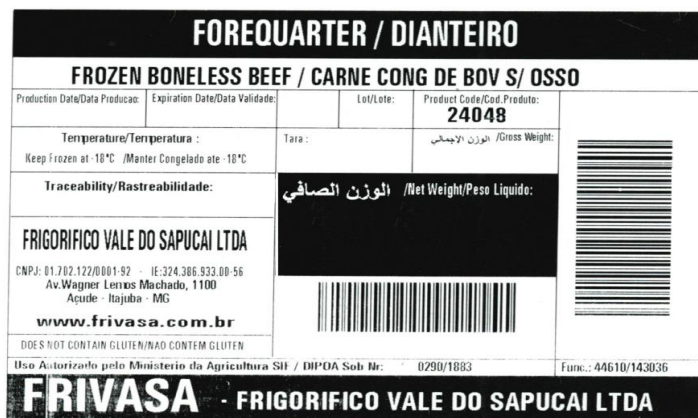 FOREQUARTER / DIANTEIRO
FROZEN BONELESS BEEF / CARNE CONG DE BOV S/ OSSO
Production Date/Data Producao: Expiration Date/Data Validade: Lot/Lote: Product Code/Cod.Produto:
24048
Temperature/Temperatura :
Keep Frozen at -18°C /Manter Congelado ate -18°C
Tara :
الوزن الاجمالي /Gross Weight:
Traceability/Rastreabilidade:
الوزن الصافي /Net Weight/Peso Liquido:
FRIGORIFICO VALE DO SAPUCAI LTDA
CNPJ: 01.702.122/0001-92 - IE:324.386.933.00-56
Av.Wagner Lemos Machado, 1100
Açude - Itajuba - MG
www.frivasa.com.br
DOES NOT CONTAIN GLUTEN/NAO CONTEM GLUTEN
Uso Autorizado pelo Ministerio da Agricultura SIF / DIPOA Sob Nr: 0290/1883 Func.: 44610/143036
FRIVASA - FRIGORIFICO VALE DO SAPUCAI LTDA